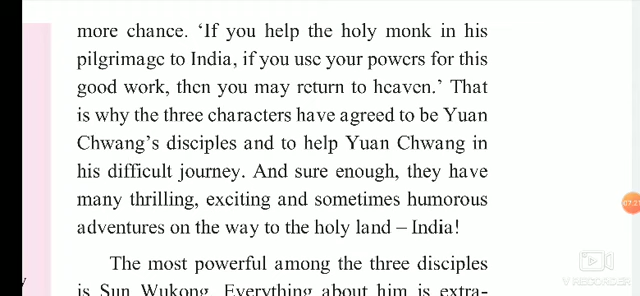 more chance. ‘If you help the holy monk in his
pilgrimage to India, if you use your powers for this
good work, then you may return to heaven.’ That
is why the three characters have agreed to be Yuan
Chwang’s disciples and to help Yuan Chwang in
his difficult journey. And sure enough, they have
many thrilling, exciting and sometimes humorous
adventures on the way to the holy land – India!
The most powerful among the three disciples
is Sun Wukong. Everything about him is extra-
y
07:21
V RECORDER